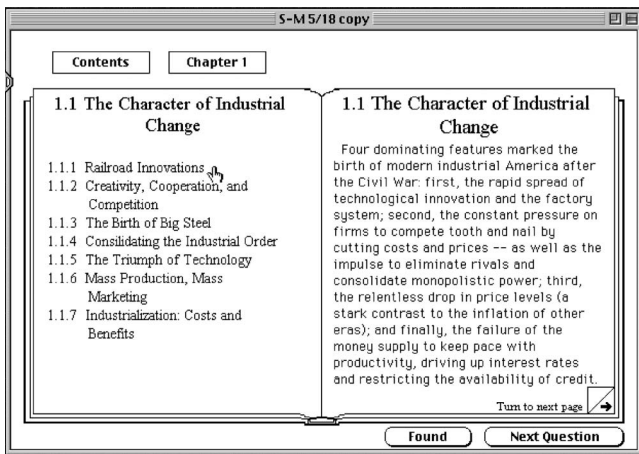 S-M 5/18 copy
Contents
Chapter 1
1.1 The Character of Industrial
Change
1.1.1 Railroad Innovations
1.1.2 Creativity, Cooperation, and
Competition
1.1.3 The Birth of Big Steel
1.1.4 Consilidating the Industrial Order
1.1.5 The Triumph of Technology
1.1.6 Mass Production, Mass
Marketing
1.1.7 Industrialization: Costs and
Benefits
1.1 The Character of Industrial
Change
Four dominating features marked the
birth of modern industrial America after
the Civil War: first, the rapid spread of
technological innovation and the factory
system; second, the constant pressure on
firms to compete tooth and nail by
cutting costs and prices -- as well as the
impulse to eliminate rivals and
consolidate monopolistic power; third,
the relentless drop in price levels (a
stark contrast to the inflation of other
eras); and finally, the failure of the
money supply to keep pace with
productivity, driving up interest rates
and restricting the availability of credit.
Turn to next page
Found
Next Question